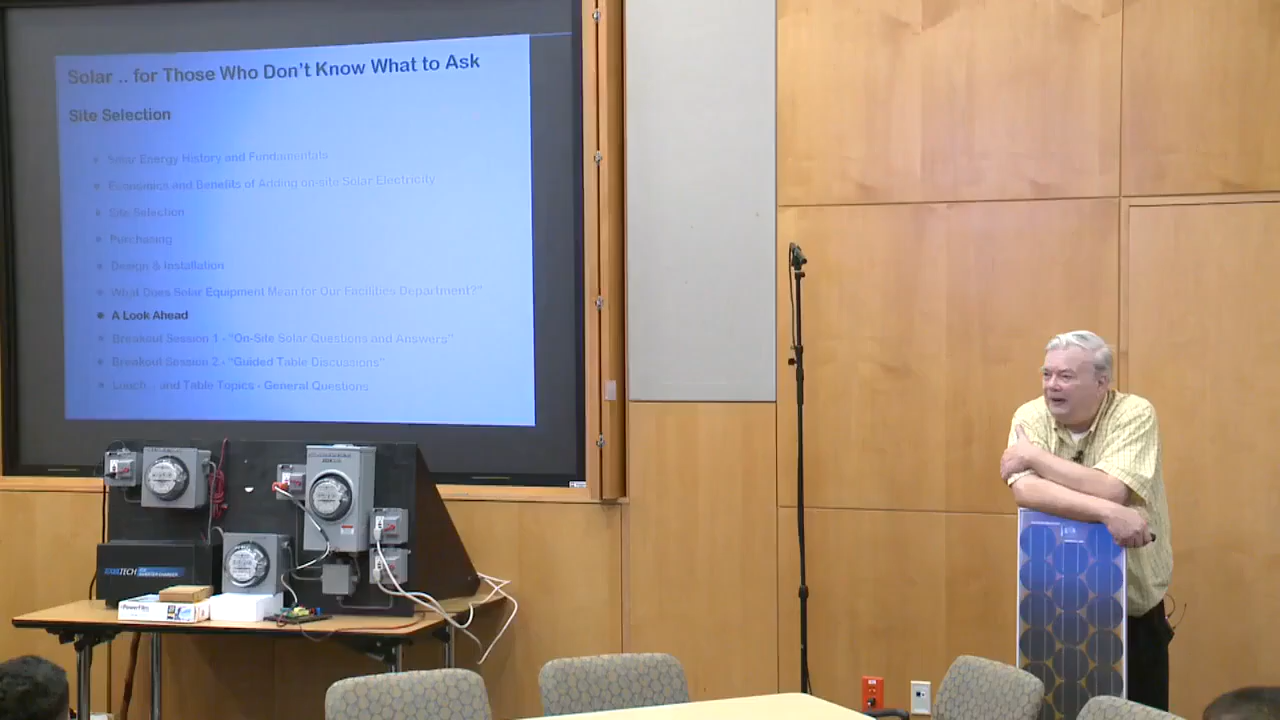 Solar .. for Those Who Don't Know What to Ask
Site Selection
Solar Energy History and Fundamentals
Economics and Benefits of Adding on-site Solar Electricity
Site Selection
Purchasing
Design & Installation
What Does Solar Equipment Mean for Our Facilities Department?"
A Look Ahead
Breakout Session 1 - "On-Site Solar Questions and Answers"
Breakout Session 2 - "Guided Table Discussions"
Lunch .. and Table Topics - General Questions
PowerFilm